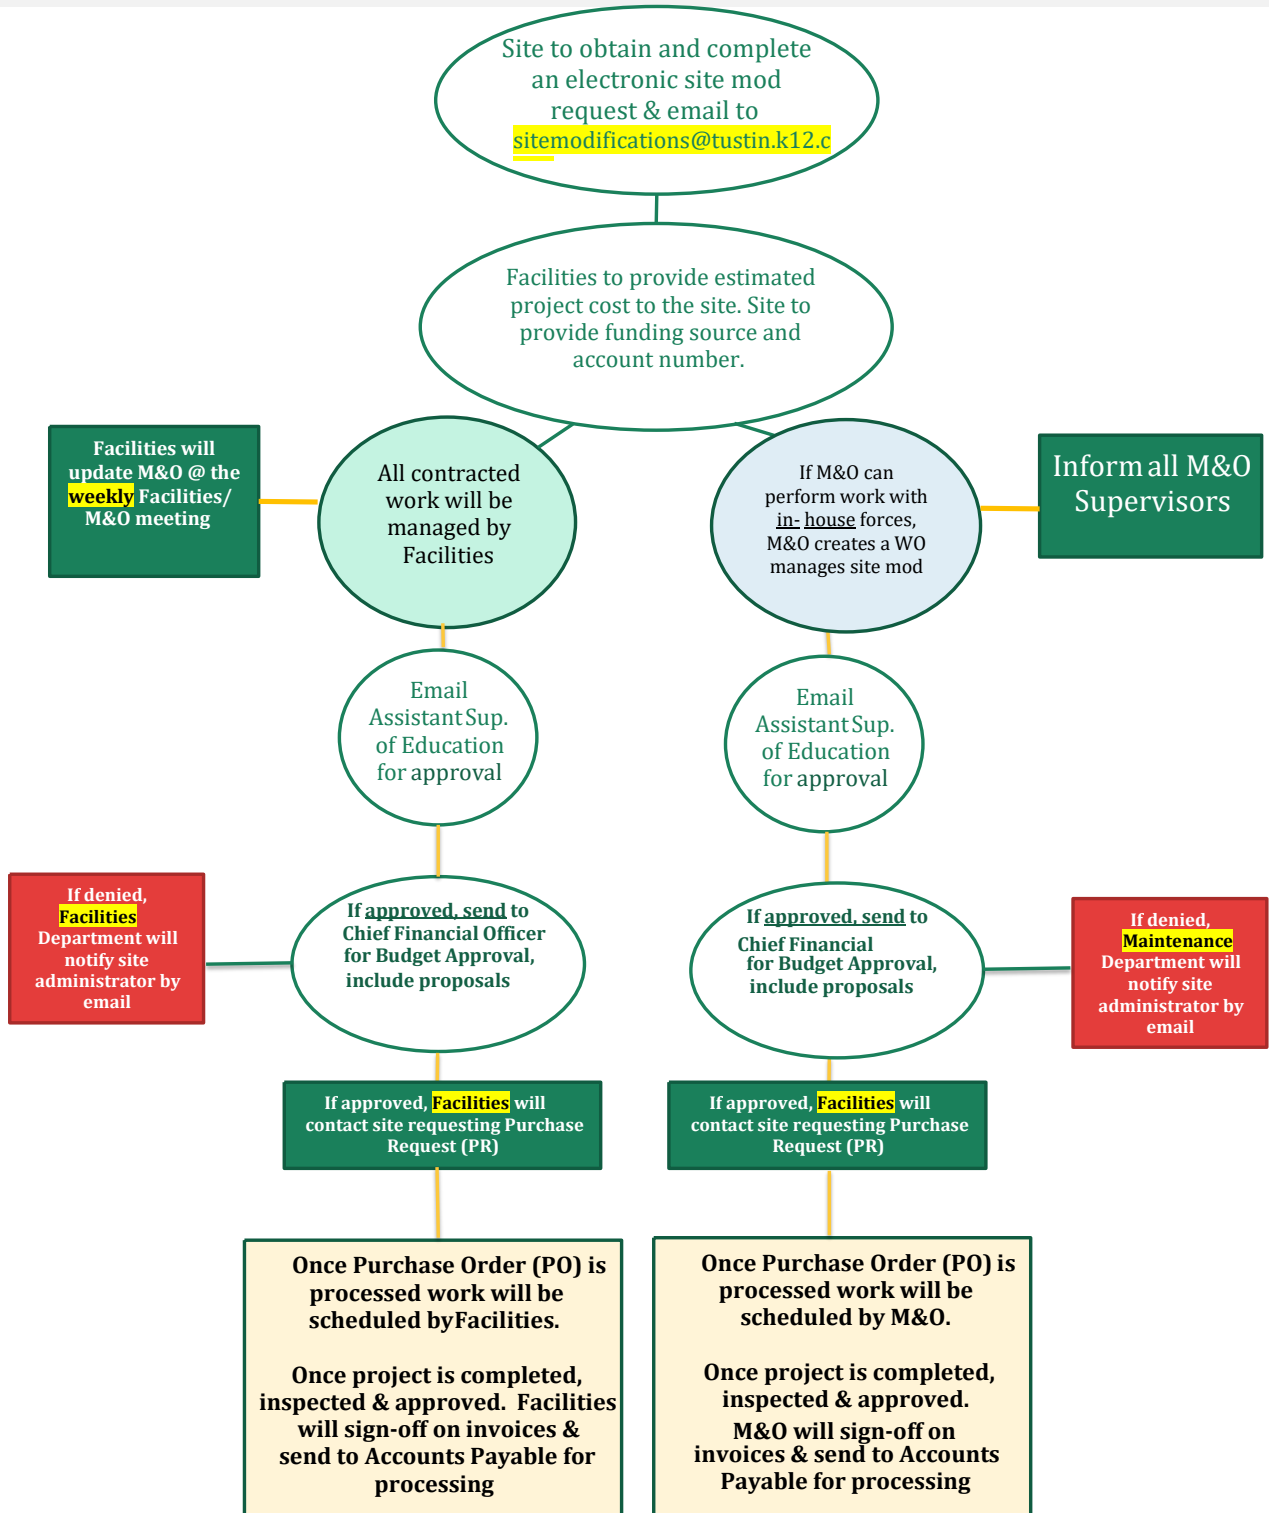 Site to obtain and complete
an electronic site mod
request & email to
sitemodifications@tustin.k12.c
Facilities to provide estimated
project cost to the site. Site to
provide funding source and
account number.
Facilities will
update M&O @ the
weekly Facilities/
M&O meeting
All contracted
work will be
managed by
Facilities
If M&O can
perform work with
in- house forces,
M&O creates a WO
manages site mod
Inform all M&O
Supervisors
Email
Assistant Sup.
of Education
for approval
Email
Assistant Sup.
of Education
for approval
If denied,
Facilities
Department will
notify site
administrator by
email
If approved, send to
Chief Financial Officer
for Budget Approval,
include proposals
If approved, send to
Chief Financial
for Budget Approval,
include proposals
If denied,
Maintenance
Department will
notify site
administrator by
email
If approved, Facilities will
contact site requesting Purchase
Request (PR)
If approved, Facilities will
contact site requesting Purchase
Request (PR)
Once Purchase Order (PO) is
processed work will be
scheduled by Facilities.
Once project is completed,
inspected & approved. Facilities
will sign-off on invoices &
send to Accounts Payable for
processing
Once Purchase Order (PO) is
processed work will be
scheduled by M&O.
Once project is completed,
inspected & approved.
M&O will sign-off on
invoices & send to Accounts
Payable for processing